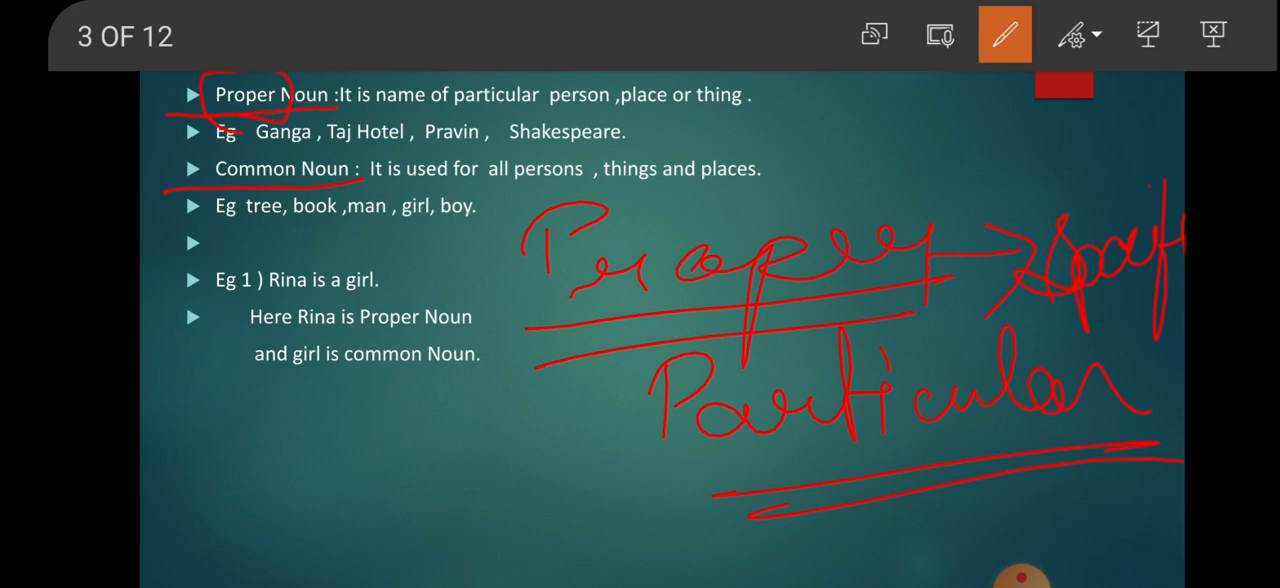 3 OF 12
Proper Noun :It is name of particular person ,place or thing .
Eg Ganga , Taj Hotel , Pravin , Shakespeare.
Common Noun : It is used for all persons , things and places.
Eg tree, book ,man , girl, boy.
Proper
Eg 1 ) Rina is a girl.
Here Rina is Proper Noun
and girl is common Noun.
Particular